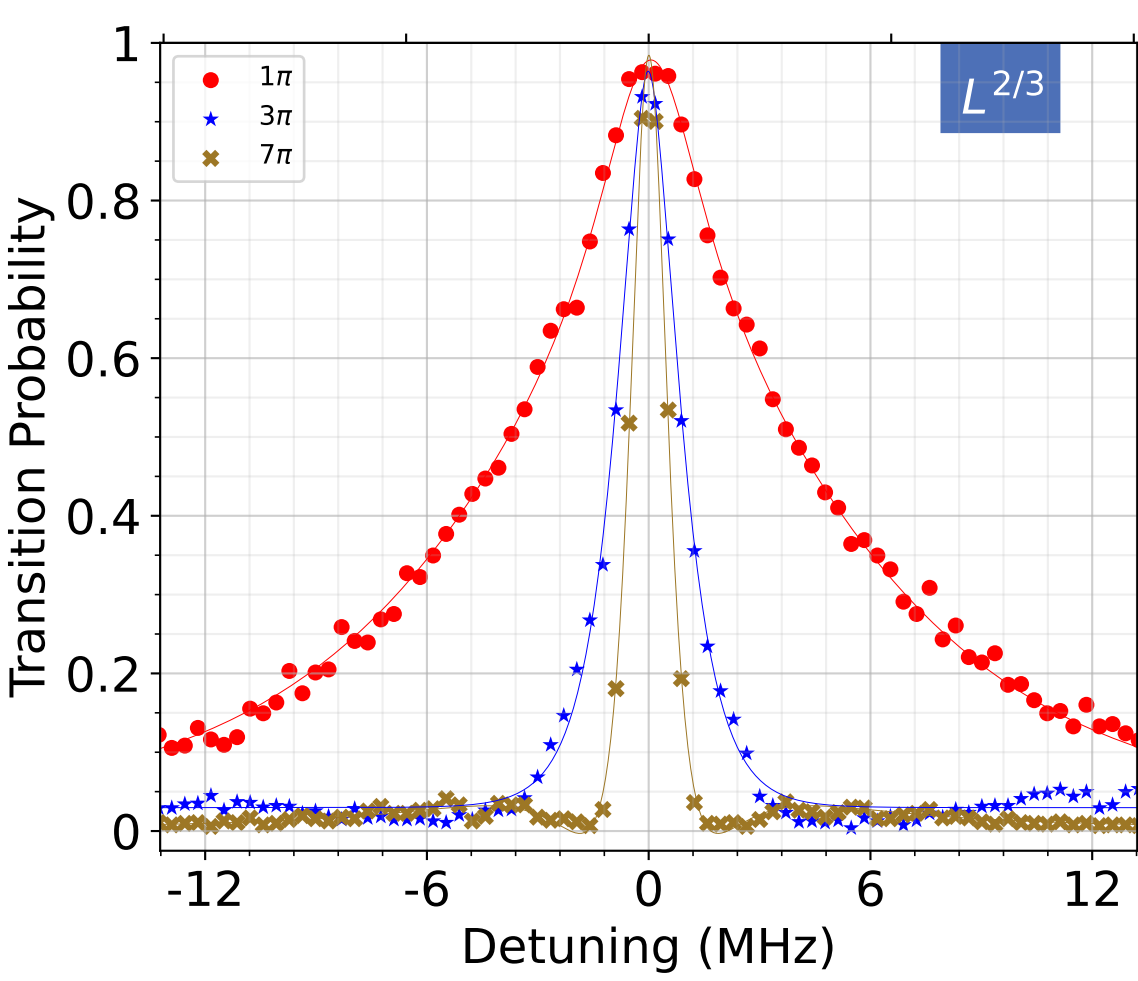 1
0.8
0.6
0.4
0.2
0
Transition Probability
1π
3π
7π
L^{2/3}
-12 -6 0 6 12
Detuning (MHz)